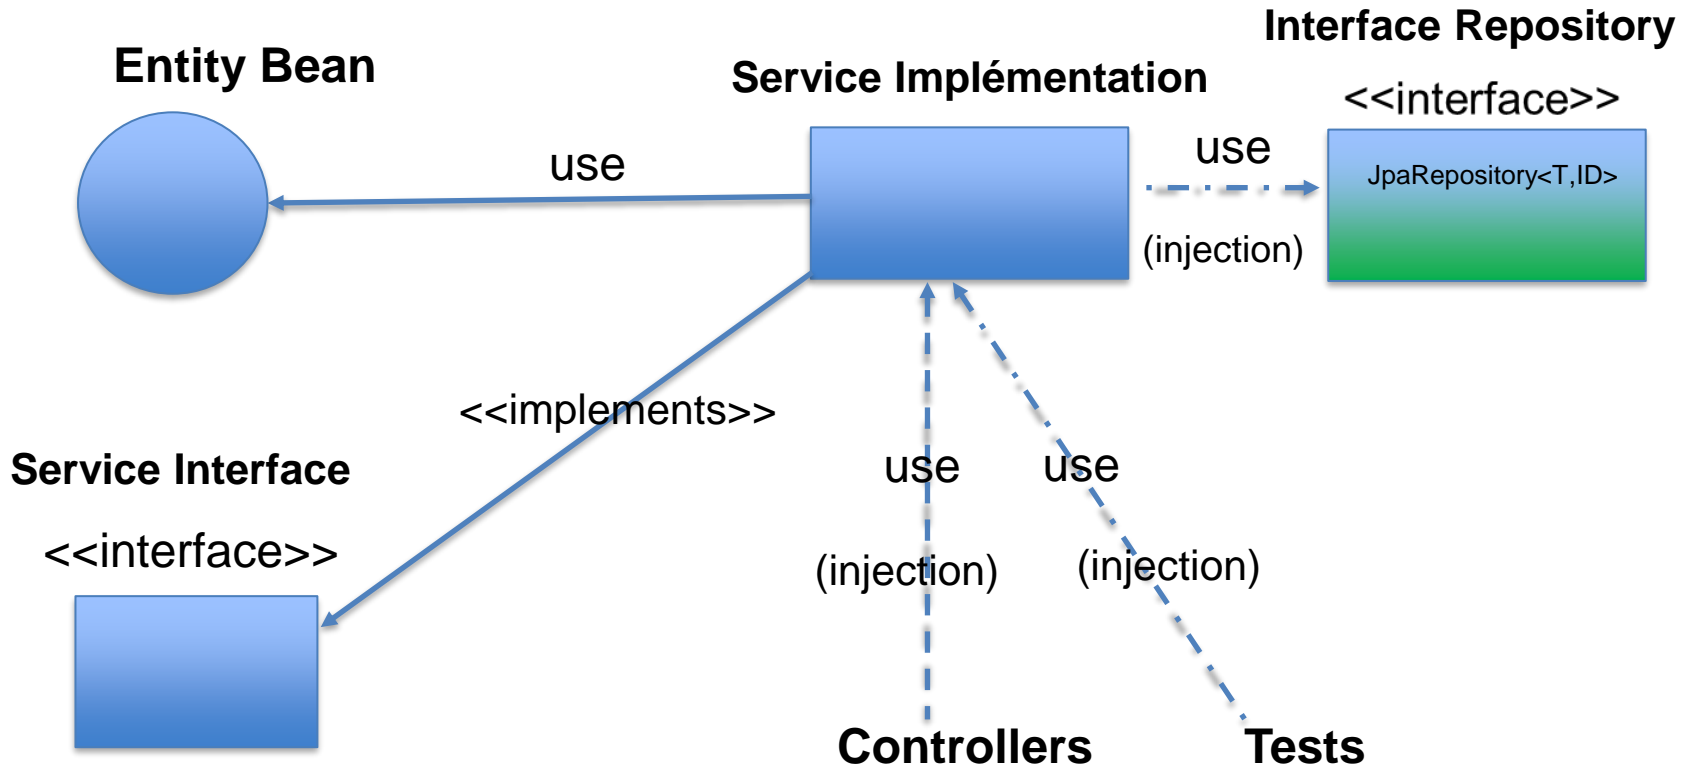 Interface Repository
Entity Bean
Service Implémentation
<<interface>>
use
use
JpaRepository<T,ID>
(injection)
<<implements>>
Service Interface
use
use
<<interface>>
(injection)
(injection)
Controllers
Tests